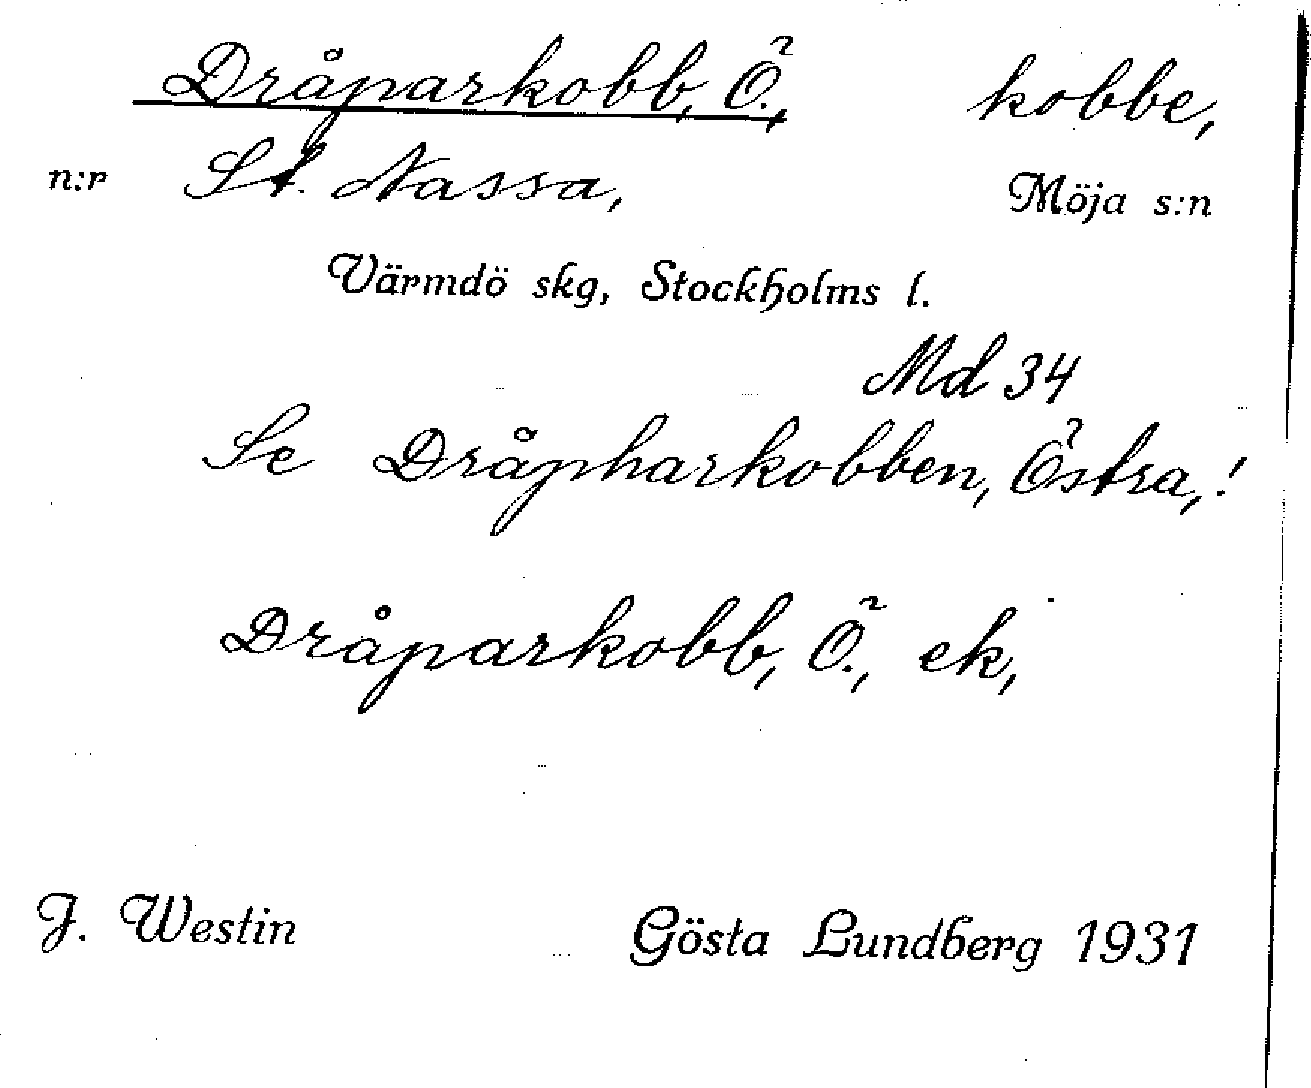 Dråparkobb, Ö., kobbe,
n:r St. Nassa, Möja s:n
Värmdö skg, Stockholms l.
Md 34
Se Dråpharkobben, Östra,!
Dråparkobb, Ö., ek,
J. Westin Gösta Lundberg 1931